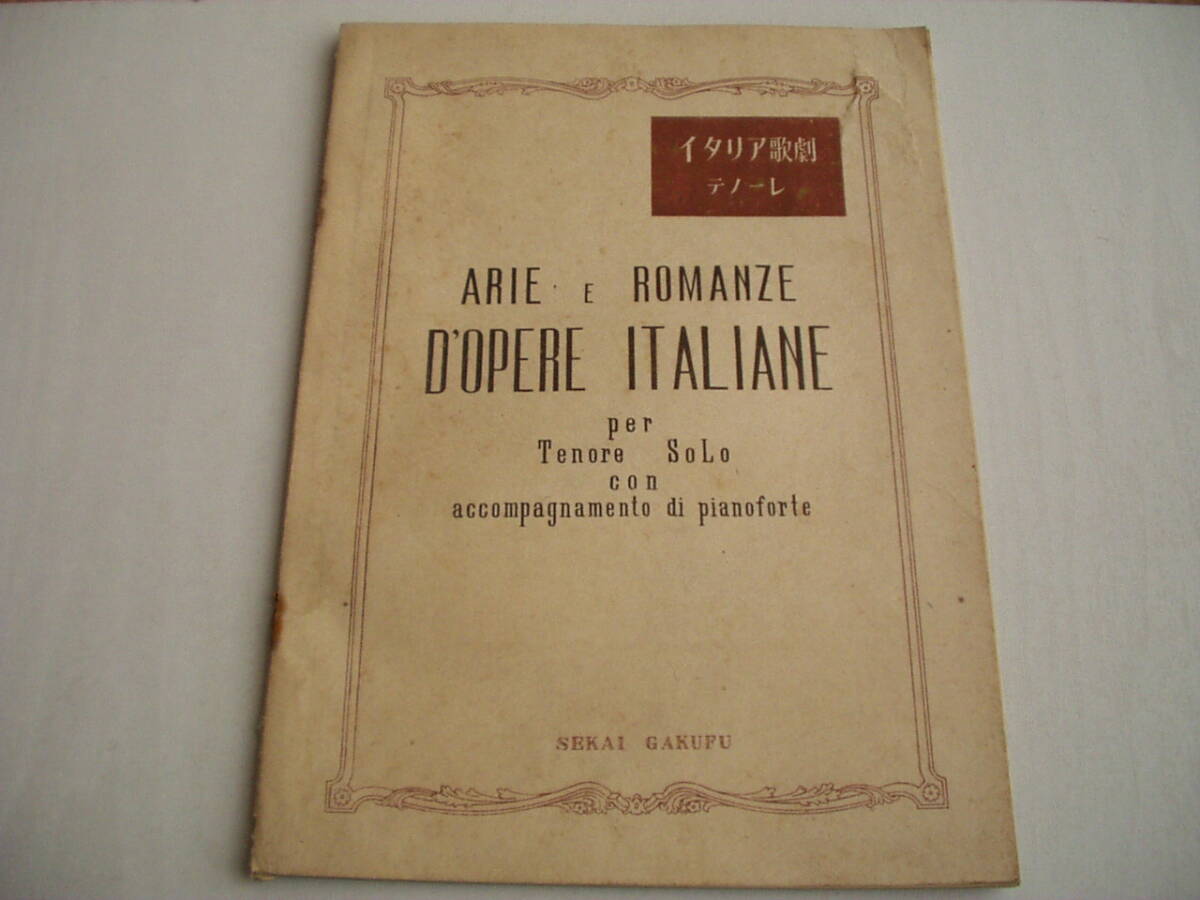 イタリア歌劇
テノーレ
ARIE E ROMANZE
D'OPERE ITALIANE
per
Tenore SoLo
con
accompagnamento di pianoforte
SEKAI GAKUFU